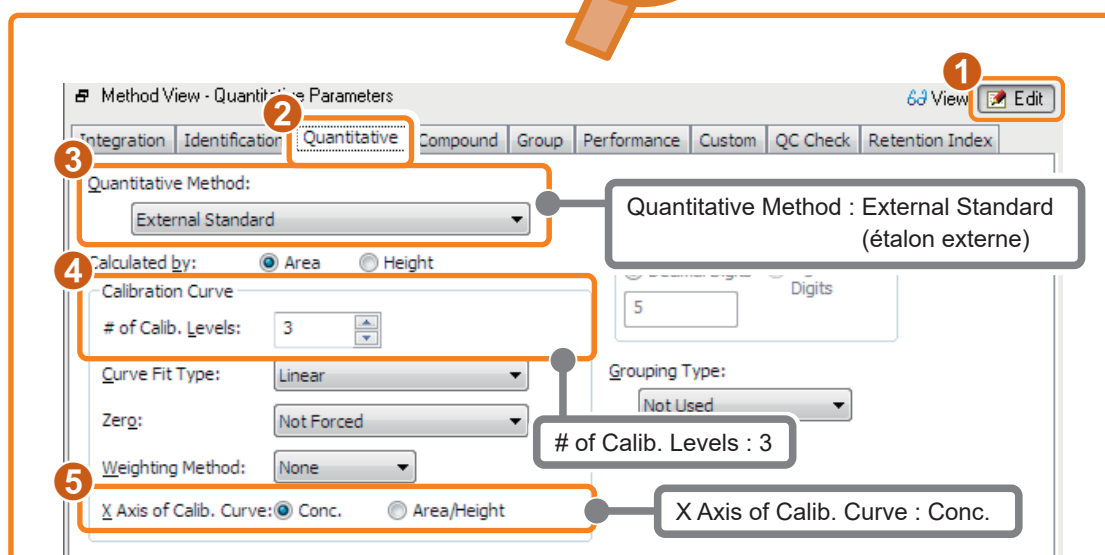 1
Method View - Quantitative Parameters
View Edit
2
Integration Identification Quantitative Compound Group Performance Custom QC Check Retention Index
3
Quantitative Method:
External Standard
Quantitative Method : External Standard
(étalon externe)
Calculated by: Area Height
4
Calibration Curve
Digits
# of Calib. Levels: 3
5
Curve Fit Type: Linear
Grouping Type:
Not Used
Zero: Not Forced
# of Calib. Levels : 3
Weighting Method: None
5
X Axis of Calib. Curve: Conc. Area/Height
X Axis of Calib. Curve : Conc.